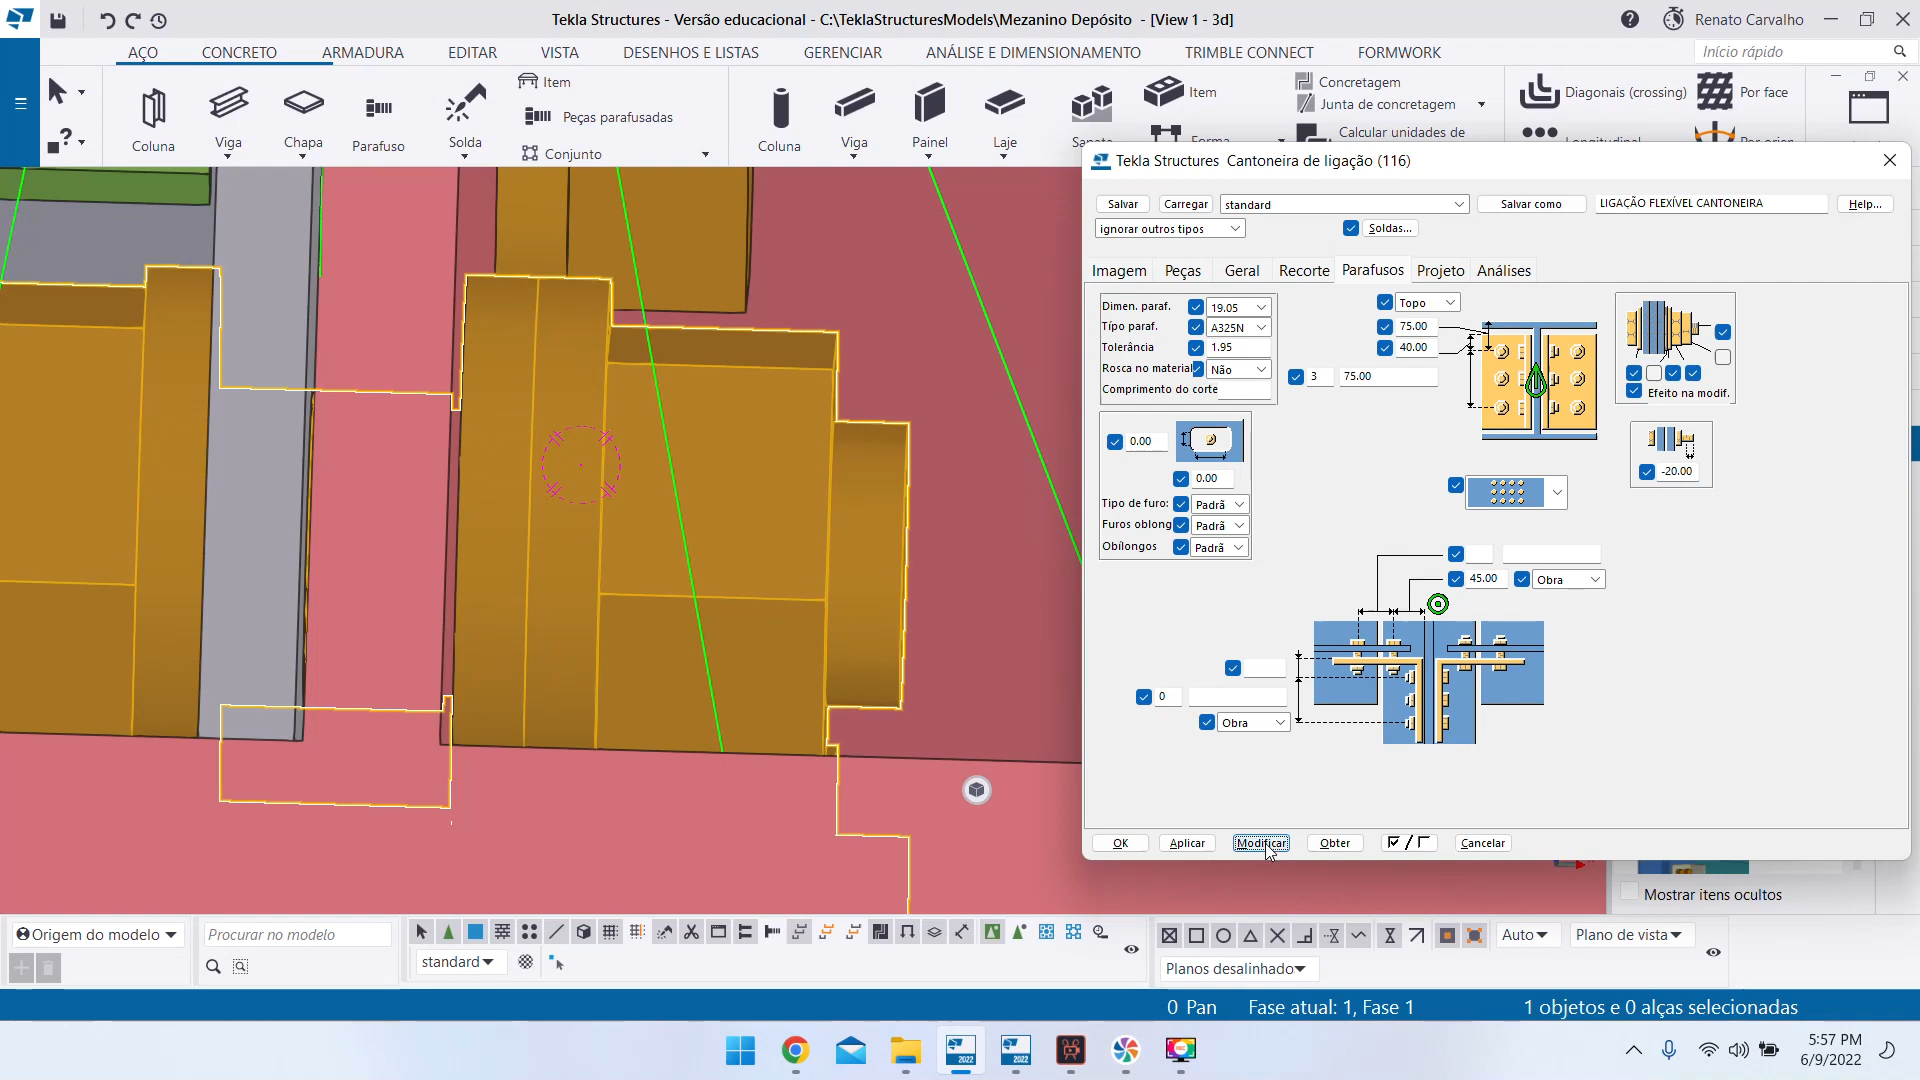 Tekla Structures - Versão educacional - C:\TeklaStructuresModels\Mezanino Depósito - [View 1 - 3d]
Renato Carvalho
AÇO CONCRETO ARMADURA EDITAR VISTA DESENHOS E LISTAS GERENCIAR ANÁLISE E DIMENSIONAMENTO TRIMBLE CONNECT FORMWORK
Início rápido
Coluna Viga Chapa Parafuso Solda
Item
Peças parafusadas
Conjunto
Coluna Viga Painel Laje
Item
Concretagem
Junta de concretagem
Calcular unidades de
Diagonais (crossing) Por face
Tekla Structures Cantoneira de ligação (116)
Salvar Carregar standard Salvar como LIGAÇÃO FLEXÍVEL CANTONEIRA Help...
ignorar outros tipos Soldas...
Imagem Peças Geral Recorte Parafusos Projeto Análises
Dimen. paraf. 19.05
Típo paraf. A325N
Tolerância 1.95
Rosca no material Não
Comprimento do corte
Topo
75.00
40.00
3 75.00
Efeito na modif.
-20.00
0.00
0.00
Tipo de furo: Padrã
Furos oblong Padrã
Obílongos Padrã
45.00 Obra
0
Obra
OK Aplicar Modificar Obter / Cancelar
Mostrar itens ocultos
Origem do modelo
Procurar no modelo
standard
Auto Plano de vista
Planos desalinhado
0 Pan Fase atual: 1, Fase 1 1 objetos e 0 alças selecionadas
2022 2022
5:57 PM
6/9/2022